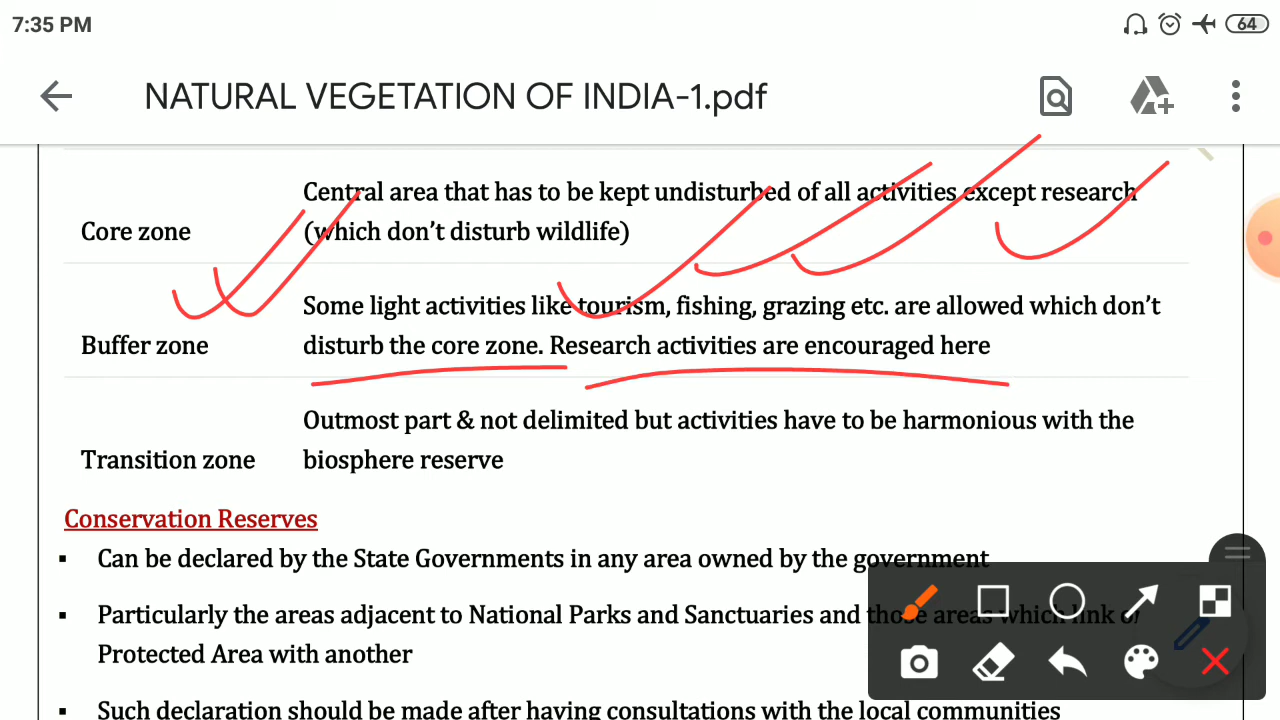 7:35 PM
64
NATURAL VEGETATION OF INDIA-1.pdf
Central area that has to be kept undisturbed of all activities except research
Core zone (which don't disturb wildlife)
Some light activities like tourism, fishing, grazing etc. are allowed which don't
Buffer zone disturb the core zone. Research activities are encouraged here
Outmost part & not delimited but activities have to be harmonious with the
Transition zone biosphere reserve
Conservation Reserves
▪ Can be declared by the State Governments in any area owned by the government
▪ Particularly the areas adjacent to National Parks and Sanctuaries and those areas which link
Protected Area with another
▪ Such declaration should be made after having consultations with the local communities